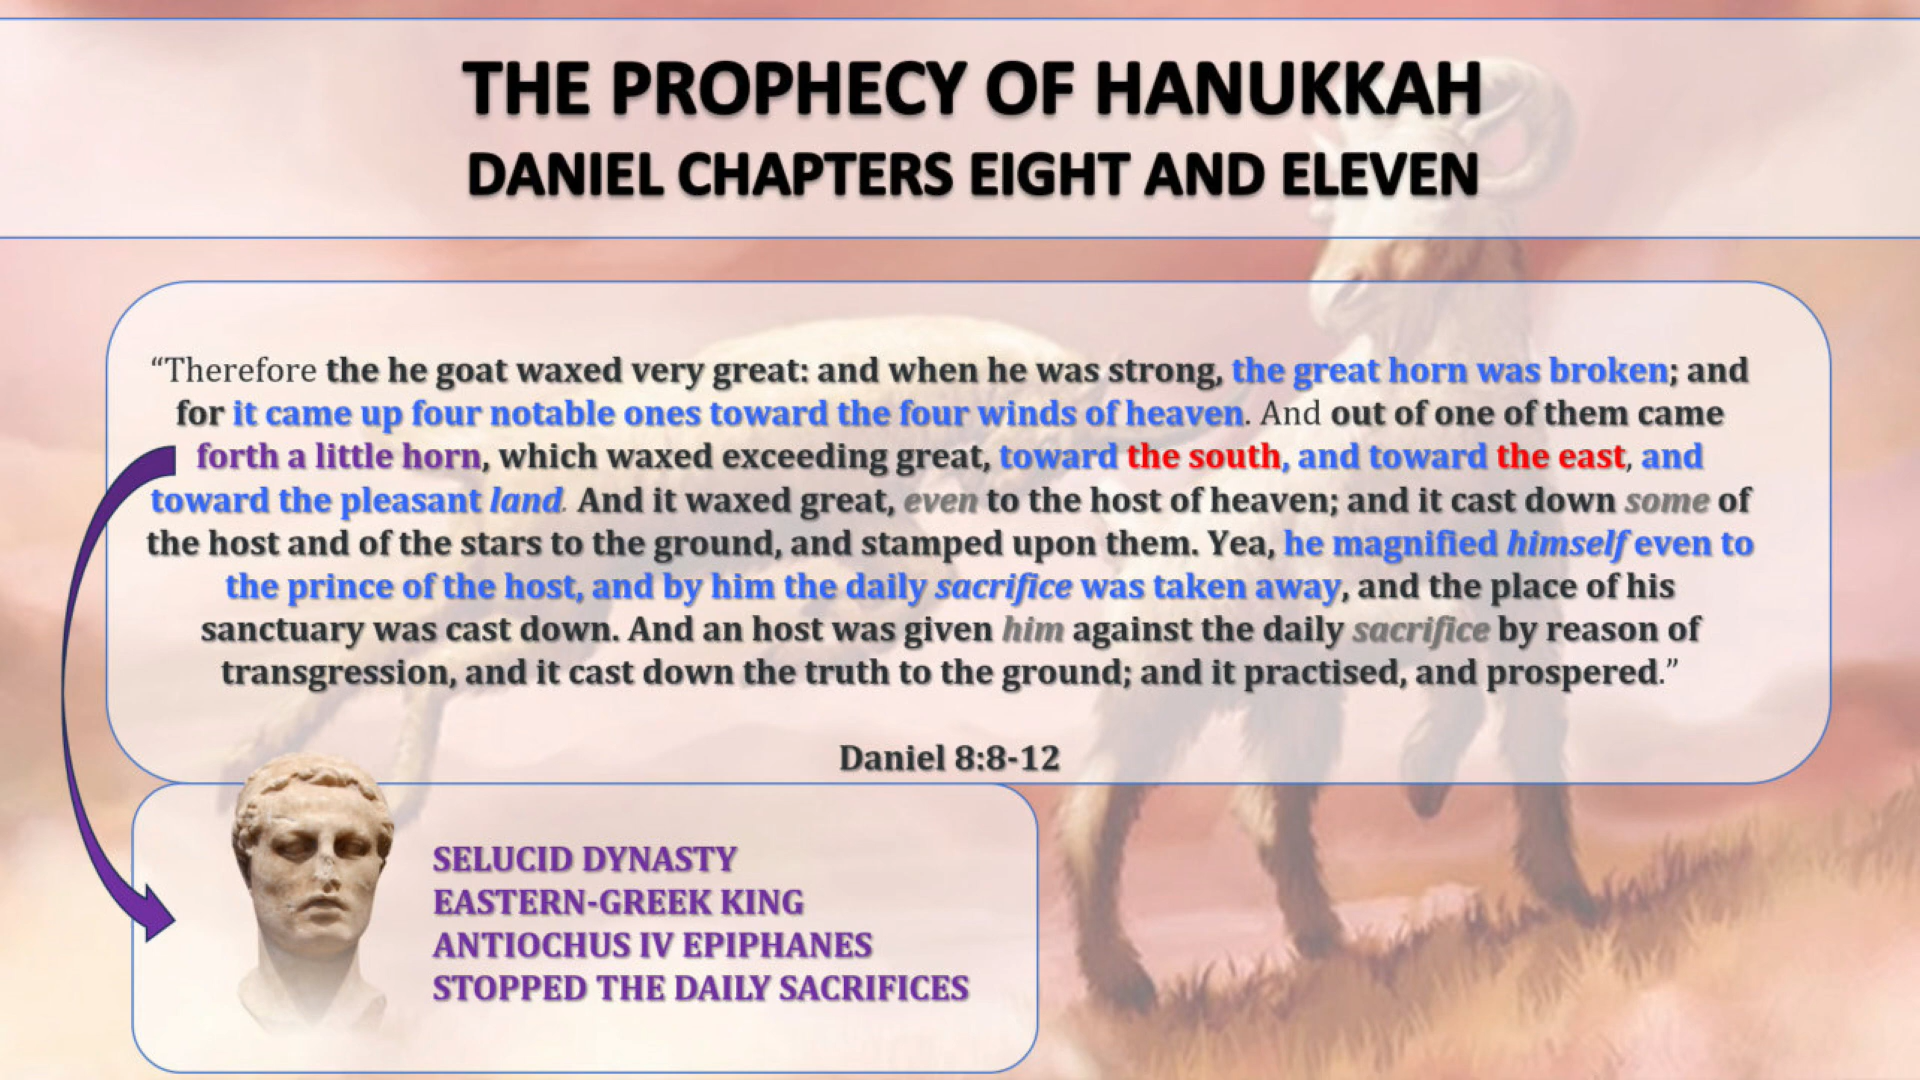 THE PROPHECY OF HANUKKAH
DANIEL CHAPTERS EIGHT AND ELEVEN
“Therefore the he goat waxed very great: and when he was strong, the great horn was broken; and
for it came up four notable ones toward the four winds of heaven. And out of one of them came
forth a little horn, which waxed exceeding great, toward the south, and toward the east, and
toward the pleasant land. And it waxed great, even to the host of heaven; and it cast down some of
the host and of the stars to the ground, and stamped upon them. Yea, he magnified himself even to
the prince of the host, and by him the daily sacrifice was taken away, and the place of his
sanctuary was cast down. And an host was given him against the daily sacrifice by reason of
transgression, and it cast down the truth to the ground; and it practised, and prospered.”
Daniel 8:8-12
SELUCID DYNASTY
EASTERN-GREEK KING
ANTIOCHUS IV EPIPHANES
STOPPED THE DAILY SACRIFICES